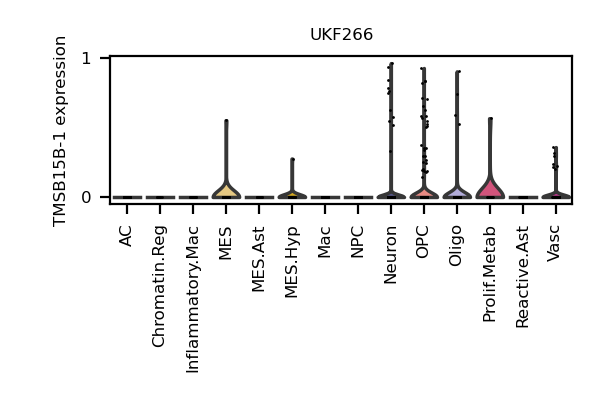 UKF266
TMSB15B-1 expression
1
0
AC
Chromatin.Reg
Inflammatory.Mac
MES
MES.Ast
MES.Hyp
Mac
NPC
Neuron
OPC
Oligo
Prolif.Metab
Reactive.Ast
Vasc